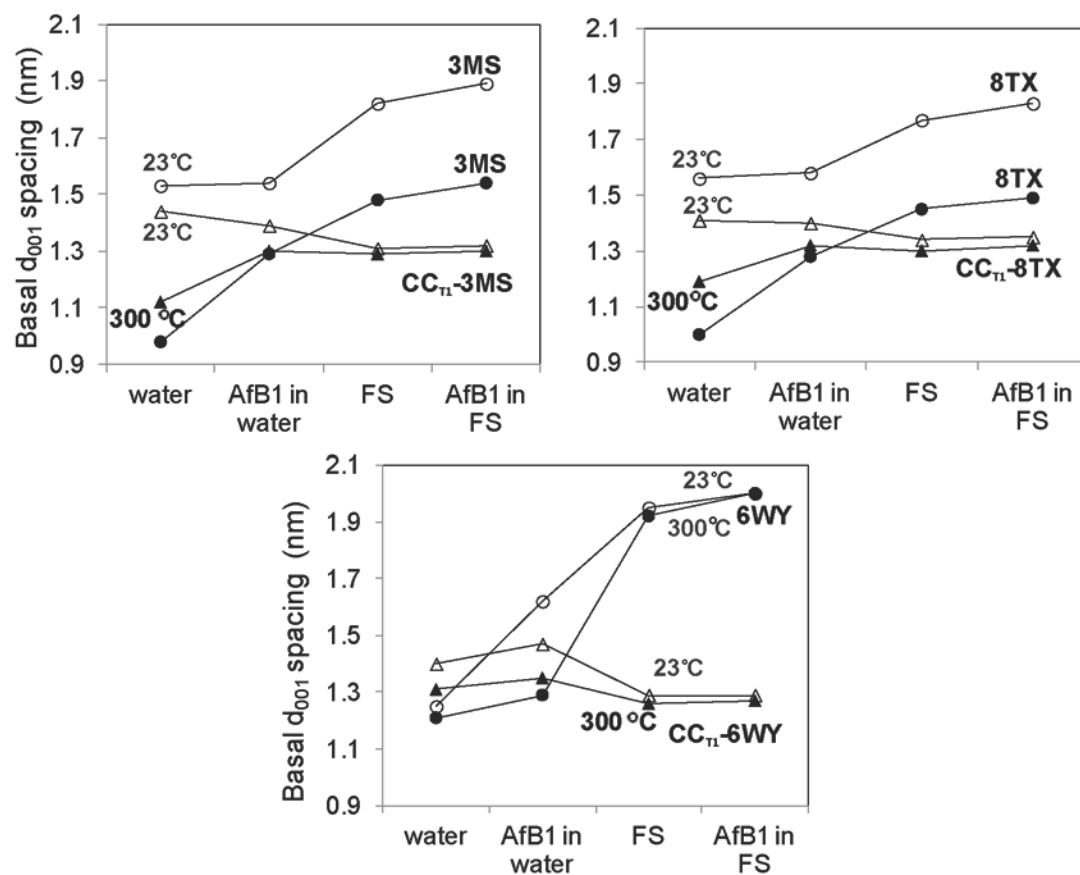 Basal d₀₀₁ spacing (nm)
2.1
1.9
1.7
1.5
1.3
1.1
0.9
3MS
3MS
23°C
23°C
300 °C
CC_T1-3MS
water
AfB1 in
water
FS
AfB1 in
FS
2.1
1.9
1.7
1.5
1.3
1.1
0.9
8TX
8TX
23°C
23°C
300°C
CC_T1-8TX
water
AfB1 in
water
FS
AfB1 in
FS
Basal d₀₀₁ spacing (nm)
2.1
1.9
1.7
1.5
1.3
1.1
0.9
23°C
6WY
300°C
23°C
300 °C
CC_T1-6WY
water
AfB1 in
water
FS
AfB1 in
FS